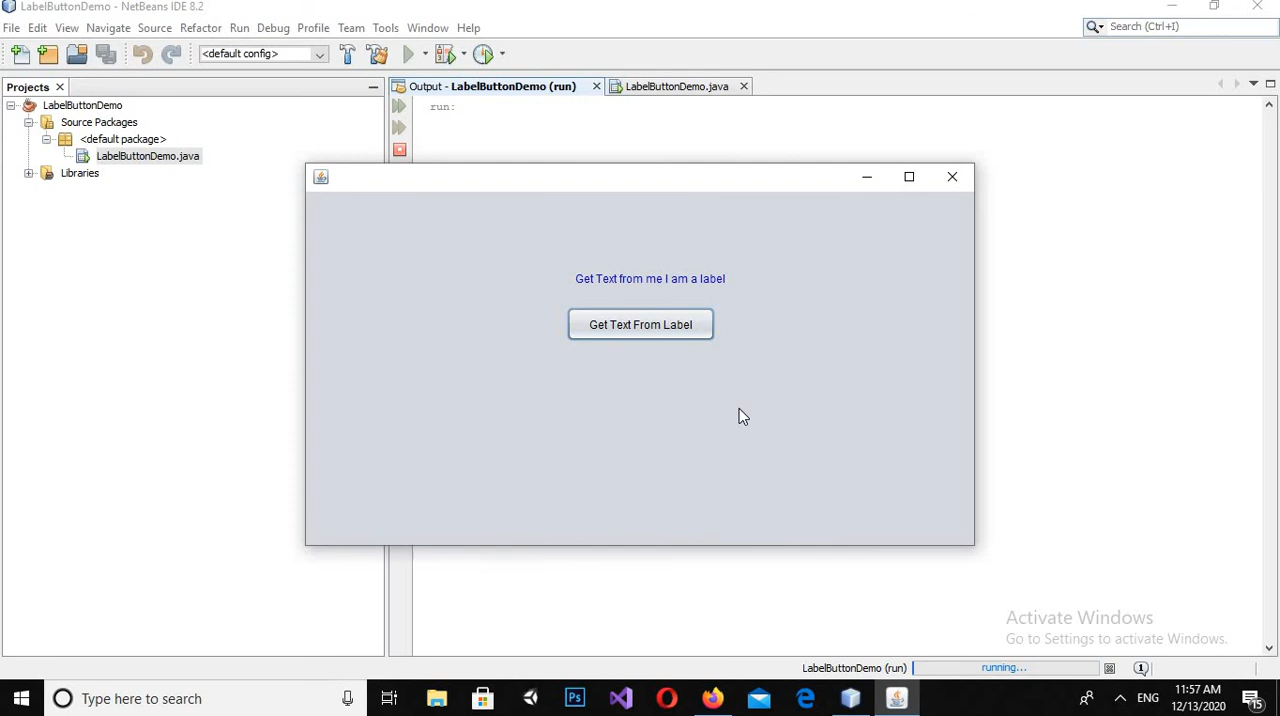 LabelButtonDemo - NetBeans IDE 8.2
File Edit View Navigate Source Refactor Run Debug Profile Team Tools Window Help
Search (Ctrl+I)
<default config>
Projects
Output - LabelButtonDemo (run)
LabelButtonDemo.java
LabelButtonDemo
run:
Source Packages
<default package>
LabelButtonDemo.java
Libraries
Get Text from me I am a label
Get Text From Label
Activate Windows
Go to Settings to activate Windows.
LabelButtonDemo (run)
running...
1
Type here to search
Ps
ENG
11:57 AM
12/13/2020
15